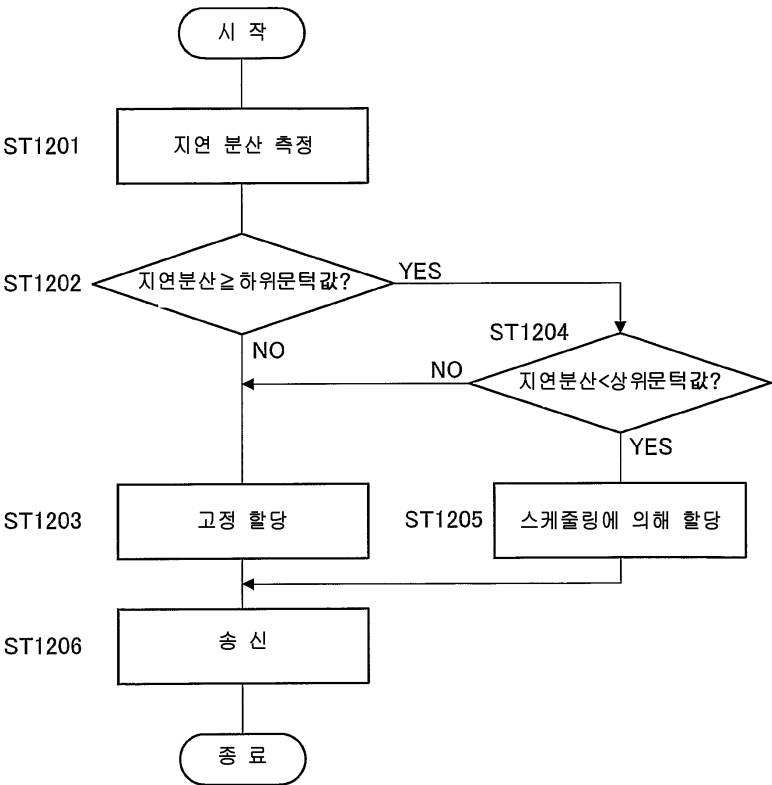 시 작
ST1201
지연 분산 측정
ST1202
지연분산≧하위문턱값?
YES
NO
ST1204
지연분산<상위문턱값?
NO
YES
ST1203
고정 할당
ST1205
스케줄링에 의해 할당
ST1206
송 신
종 료